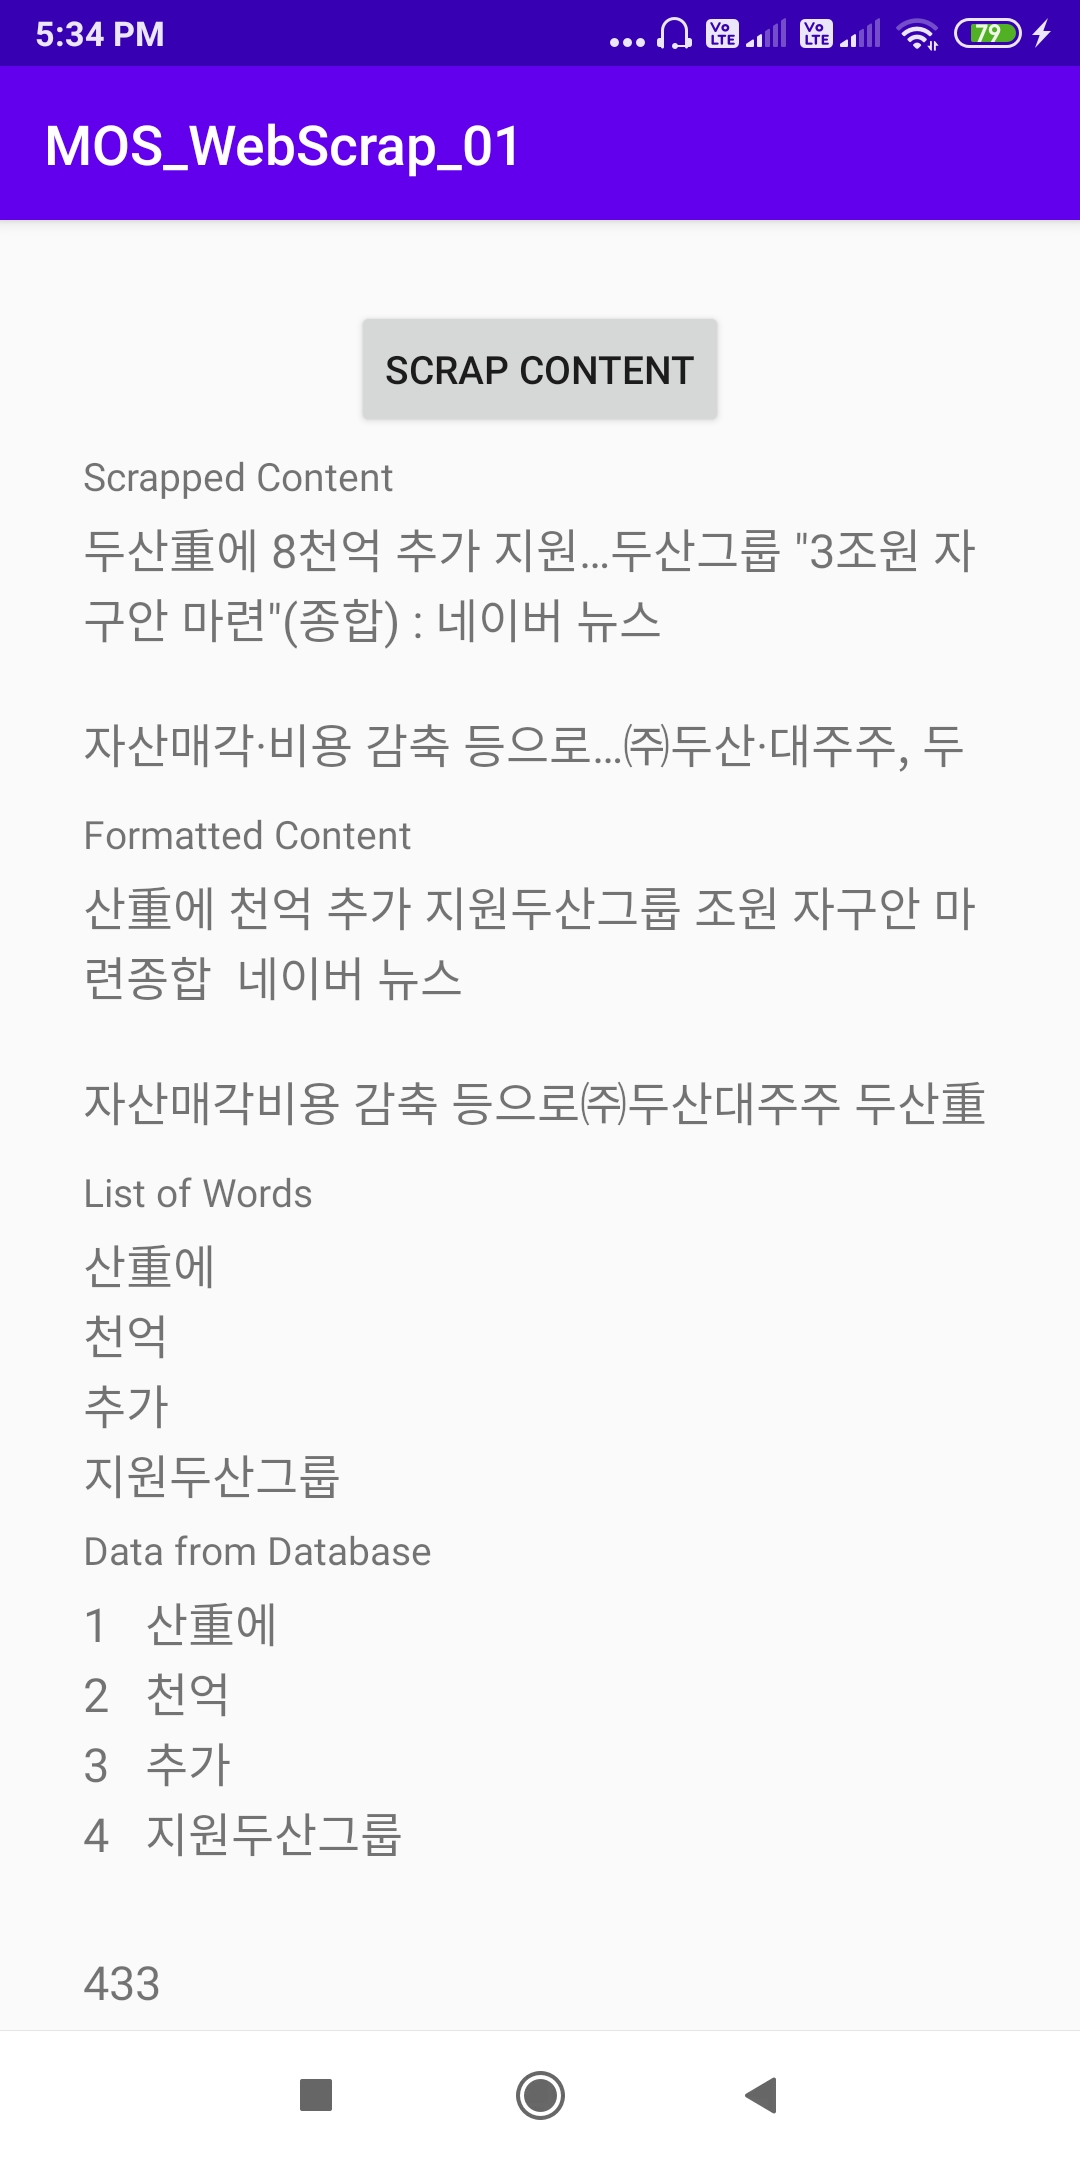 5:34 PM
Vo LTE
Vo LTE
79
MOS_WebScrap_01
SCRAP CONTENT
Scrapped Content
두산重에 8천억 추가 지원...두산그룹 "3조원 자
구안 마련"(종합) : 네이버 뉴스
자산매각·비용 감축 등으로...㈜두산·대주주, 두
Formatted Content
산重에 천억 추가 지원두산그룹 조원 자구안 마
련종합  네이버 뉴스
자산매각비용 감축 등으로㈜두산대주주 두산重
List of Words
산重에
천억
추가
지원두산그룹
Data from Database
1 산重에
2 천억
3 추가
4 지원두산그룹
433